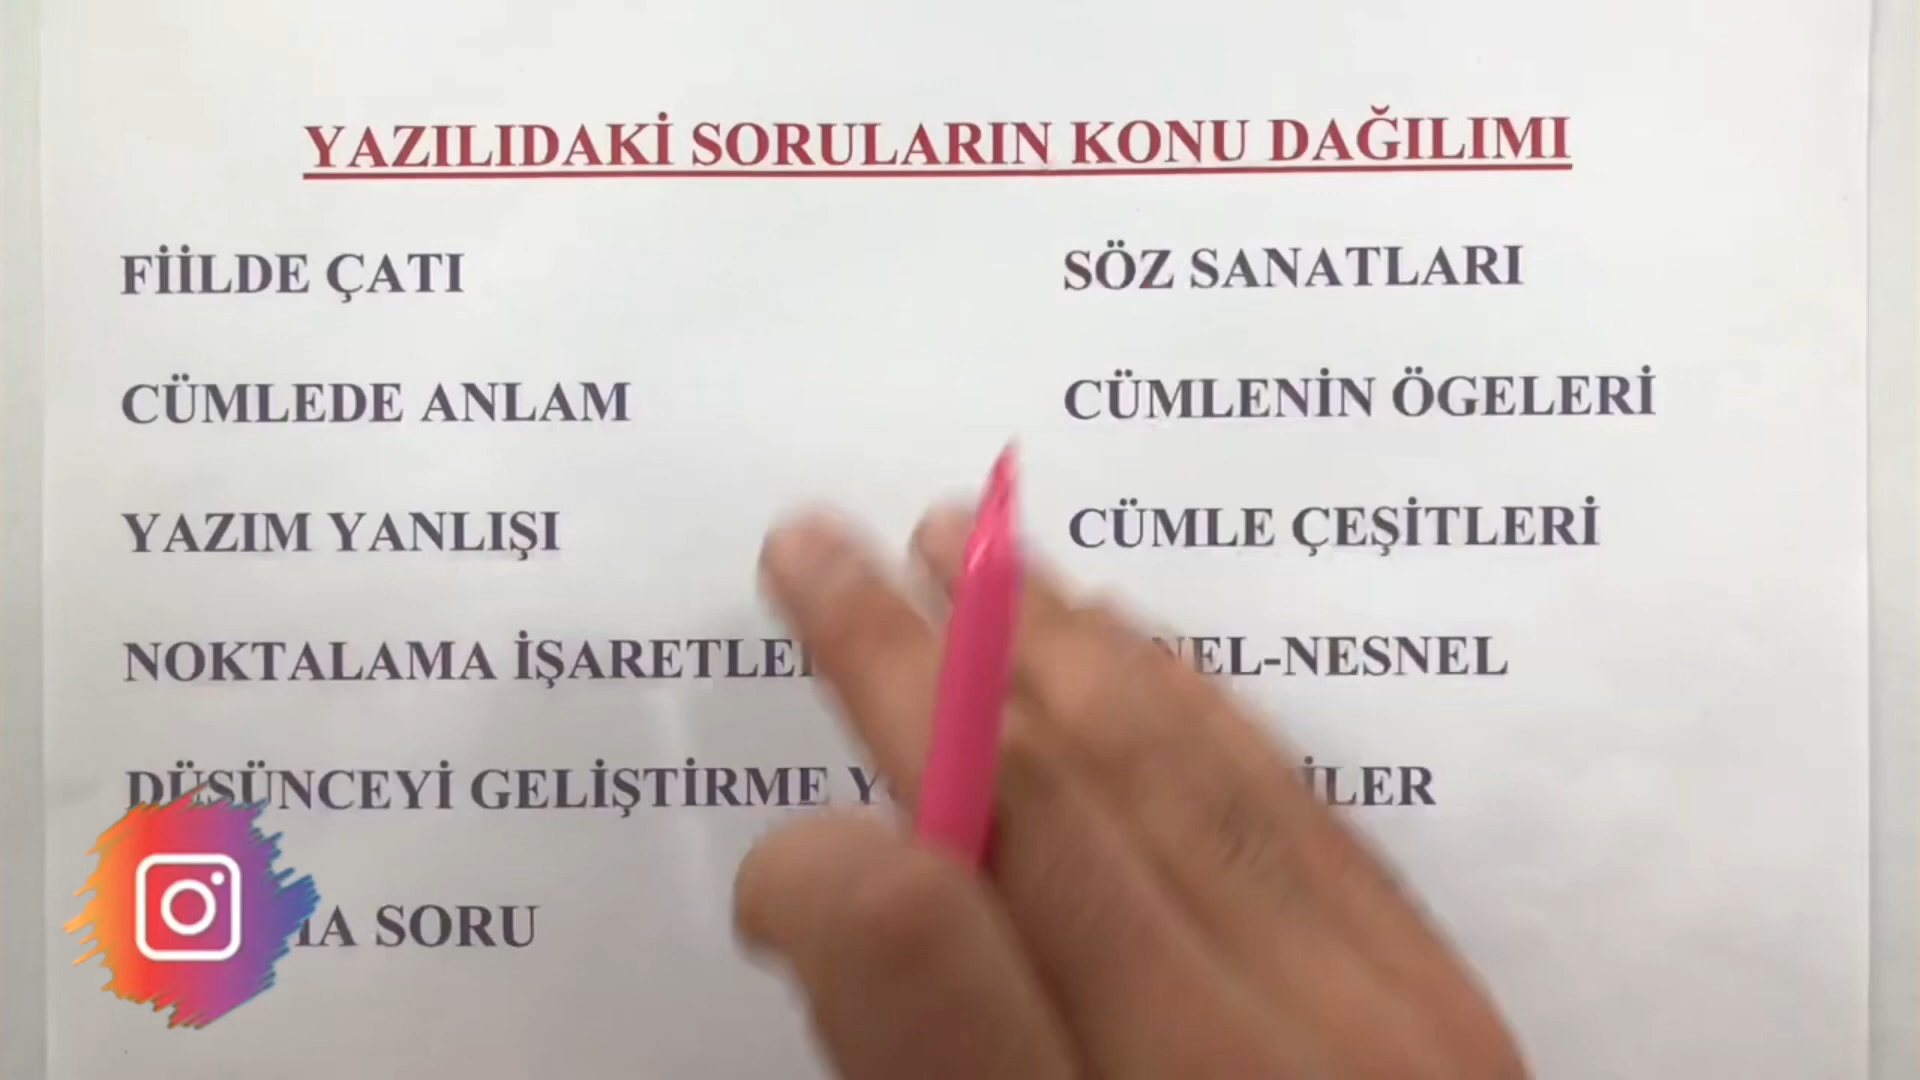 YAZILIDAKİ SORULARIN KONU DAĞILIMI
FİİLDE ÇATI
SÖZ SANATLARI
CÜMLEDE ANLAM
CÜMLENİN ÖGELERİ
YAZIM YANLIŞI
CÜMLE ÇEŞİTLERİ
NOKTALAMA
DÜŞÜNCEYİ GELİŞTİRME
SORU